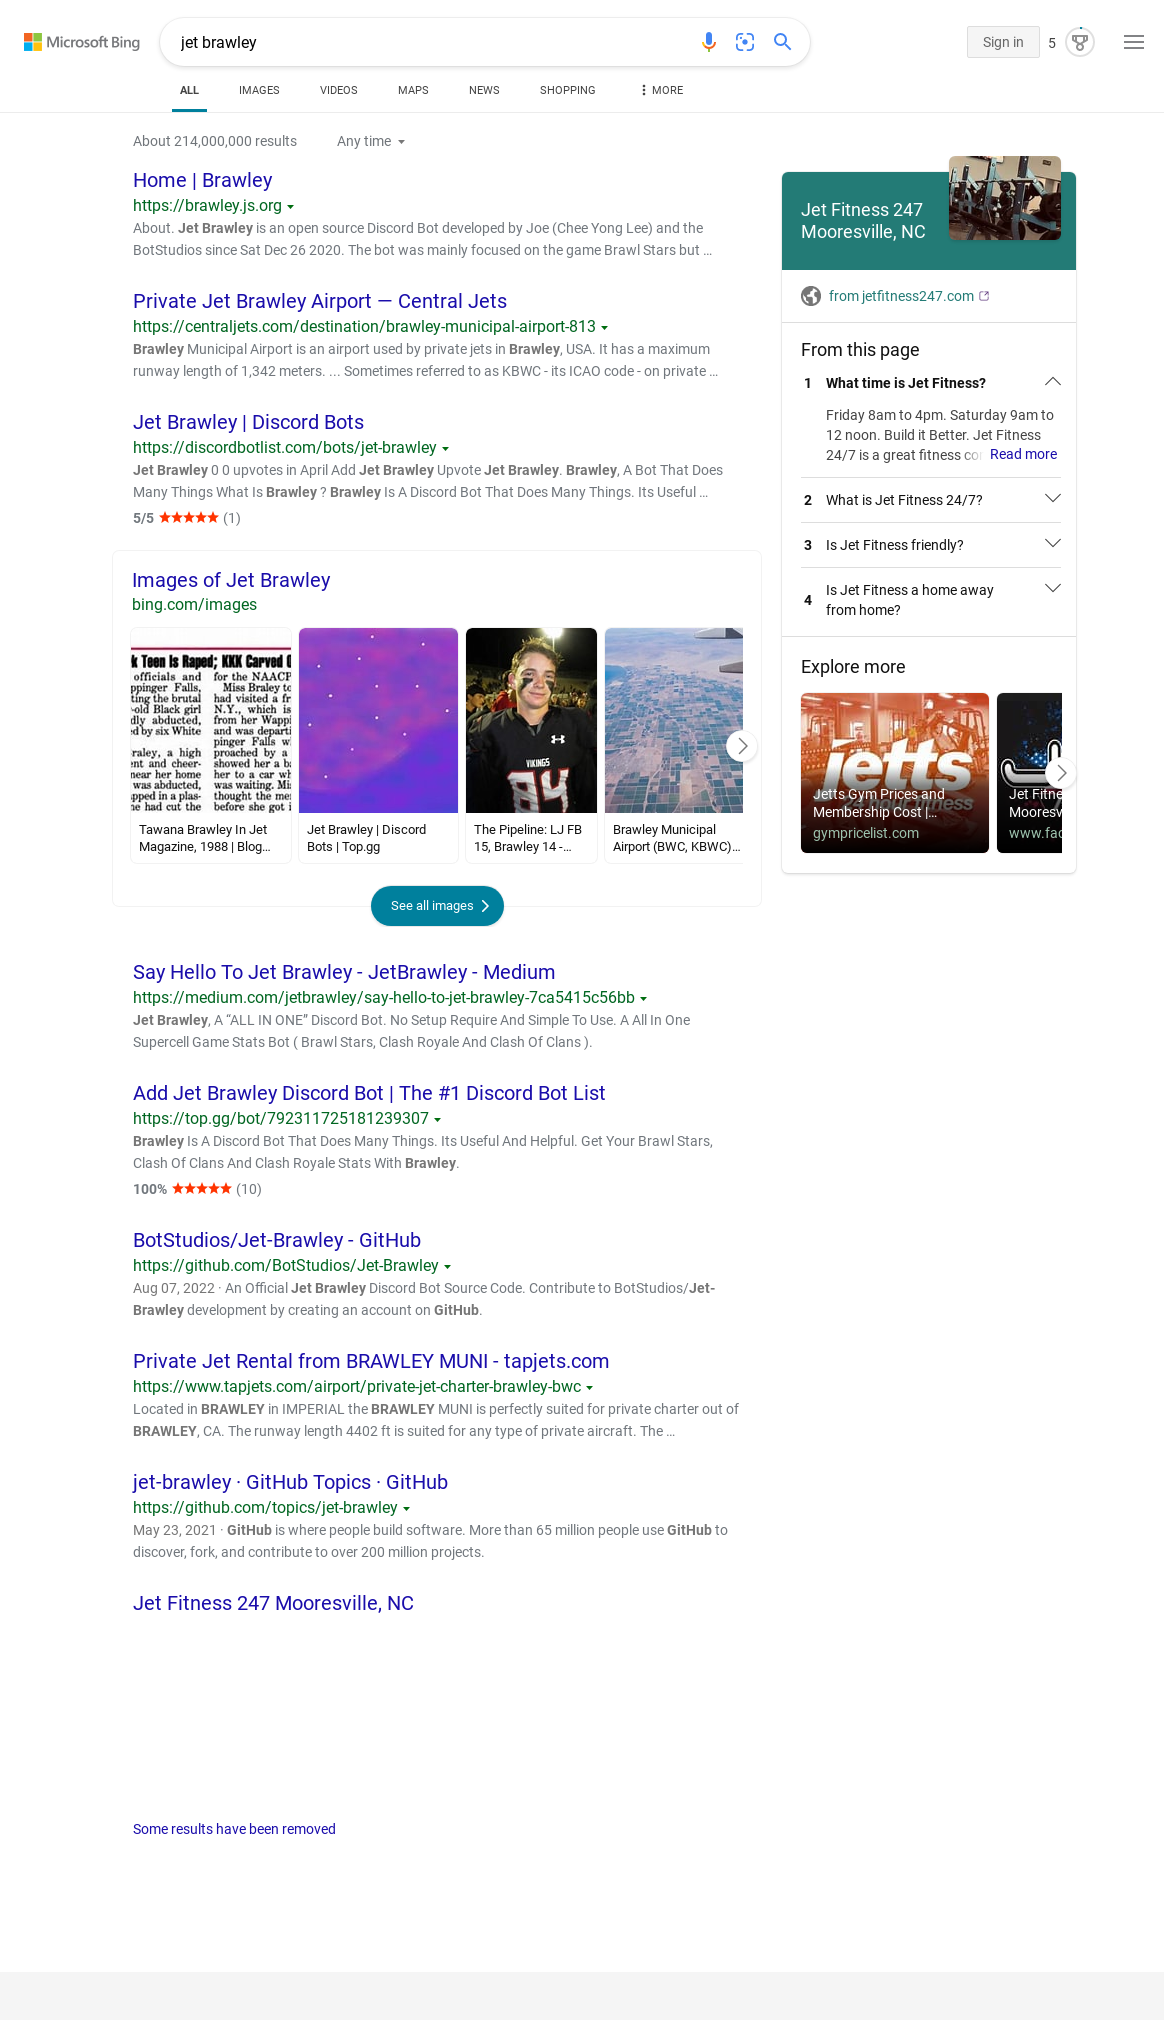 Microsoft Bing
jet brawley
Sign in
5
ALL
IMAGES
VIDEOS
MAPS
NEWS
SHOPPING
MORE
About 214,000,000 results
Any time
Home | Brawley
https://brawley.js.org
About. Jet Brawley is an open source Discord Bot developed by Joe (Chee Yong Lee) and the
BotStudios since Sat Dec 26 2020. The bot was mainly focused on the game Brawl Stars but …
Private Jet Brawley Airport — Central Jets
https://centraljets.com/destination/brawley-municipal-airport-813
Brawley Municipal Airport is an airport used by private jets in Brawley, USA. It has a maximum
runway length of 1,342 meters. ... Sometimes referred to as KBWC - its ICAO code - on private …
Jet Brawley | Discord Bots
https://discordbotlist.com/bots/jet-brawley
Jet Brawley 0 0 upvotes in April Add Jet Brawley Upvote Jet Brawley. Brawley, A Bot That Does
Many Things What Is Brawley ? Brawley Is A Discord Bot That Does Many Things. Its Useful …
5/5 ★★★★★ (1)
Images of Jet Brawley
bing.com/images
k Teen Is Raped; KKK Carved
officials and
ppinger Falls,
ting the brutal
-old Black girl
dly abducted,
ed by six White
raley, a high
ent and cheer-
near her home
was abducted,
pped in a plas-
ne had cut the
for the NAACP
Miss Braley to
had visited a fr
N.Y., which is
from her Wappi
and was departi
pinger Falls wh
proached by a
showed her a ba
her to a car wh
was waiting. Mi
thought the me
before she got i
VIKINGS
84
Tawana Brawley In Jet
Magazine, 1988 | Blog…
Jet Brawley | Discord
Bots | Top.gg
The Pipeline: LJ FB
15, Brawley 14 -…
Brawley Municipal
Airport (BWC, KBWC)…
See all images
Say Hello To Jet Brawley - JetBrawley - Medium
https://medium.com/jetbrawley/say-hello-to-jet-brawley-7ca5415c56bb
Jet Brawley, A “ALL IN ONE” Discord Bot. No Setup Require And Simple To Use. A All In One
Supercell Game Stats Bot ( Brawl Stars, Clash Royale And Clash Of Clans ).
Add Jet Brawley Discord Bot | The #1 Discord Bot List
https://top.gg/bot/792311725181239307
Brawley Is A Discord Bot That Does Many Things. Its Useful And Helpful. Get Your Brawl Stars,
Clash Of Clans And Clash Royale Stats With Brawley.
100% ★★★★★ (10)
BotStudios/Jet-Brawley - GitHub
https://github.com/BotStudios/Jet-Brawley
Aug 07, 2022 · An Official Jet Brawley Discord Bot Source Code. Contribute to BotStudios/Jet-
Brawley development by creating an account on GitHub.
Private Jet Rental from BRAWLEY MUNI - tapjets.com
https://www.tapjets.com/airport/private-jet-charter-brawley-bwc
Located in BRAWLEY in IMPERIAL the BRAWLEY MUNI is perfectly suited for private charter out of
BRAWLEY, CA. The runway length 4402 ft is suited for any type of private aircraft. The …
jet-brawley · GitHub Topics · GitHub
https://github.com/topics/jet-brawley
May 23, 2021 · GitHub is where people build software. More than 65 million people use GitHub to
discover, fork, and contribute to over 200 million projects.
Jet Fitness 247 Mooresville, NC
Some results have been removed
Jet Fitness 247
Mooresville, NC
from jetfitness247.com
From this page
1 What time is Jet Fitness?
Friday 8am to 4pm. Saturday 9am to
12 noon. Build it Better. Jet Fitness
24/7 is a great fitness co Read more
2 What is Jet Fitness 24/7?
3 Is Jet Fitness friendly?
4 Is Jet Fitness a home away
from home?
Explore more
jetts
24 hour fitness
Jetts Gym Prices and
Membership Cost |…
gympricelist.com
Jet Fitne
Mooresv
www.fac